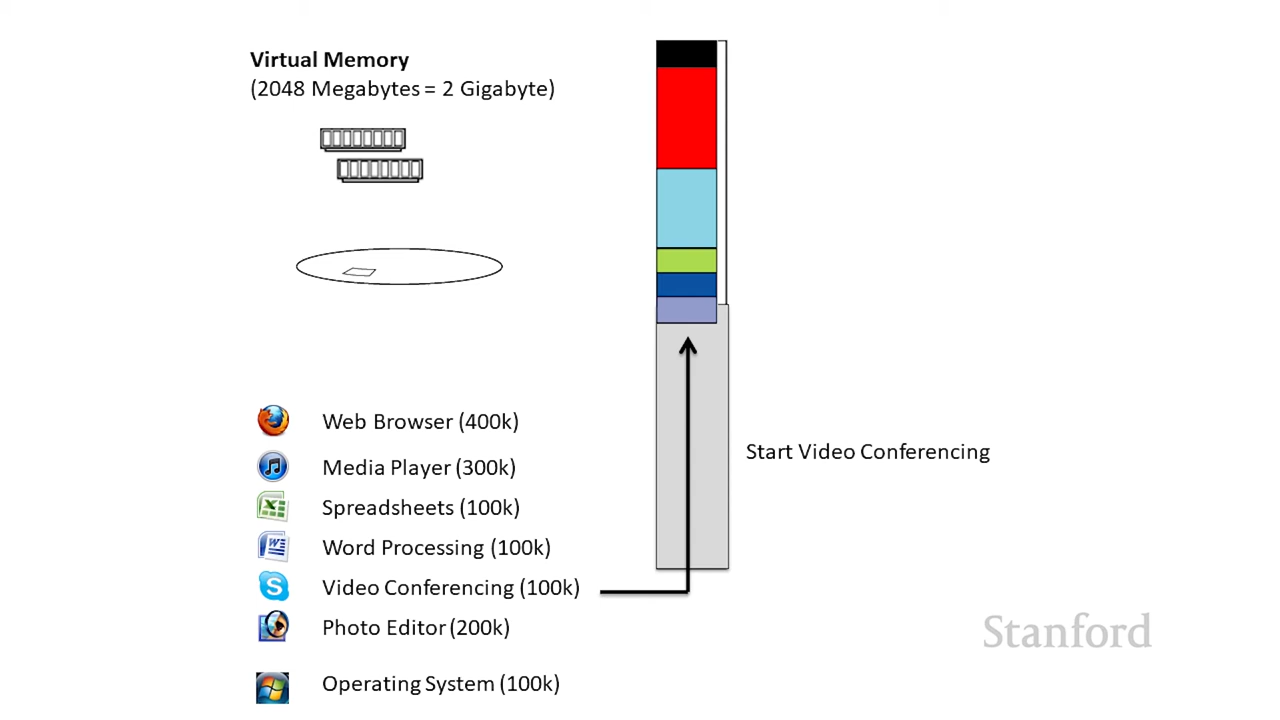 Virtual Memory
(2048 Megabytes = 2 Gigabyte)
Web Browser (400k)
Media Player (300k)
Spreadsheets (100k)
Word Processing (100k)
Video Conferencing (100k)
Photo Editor (200k)
Operating System (100k)
Start Video Conferencing
Stanford